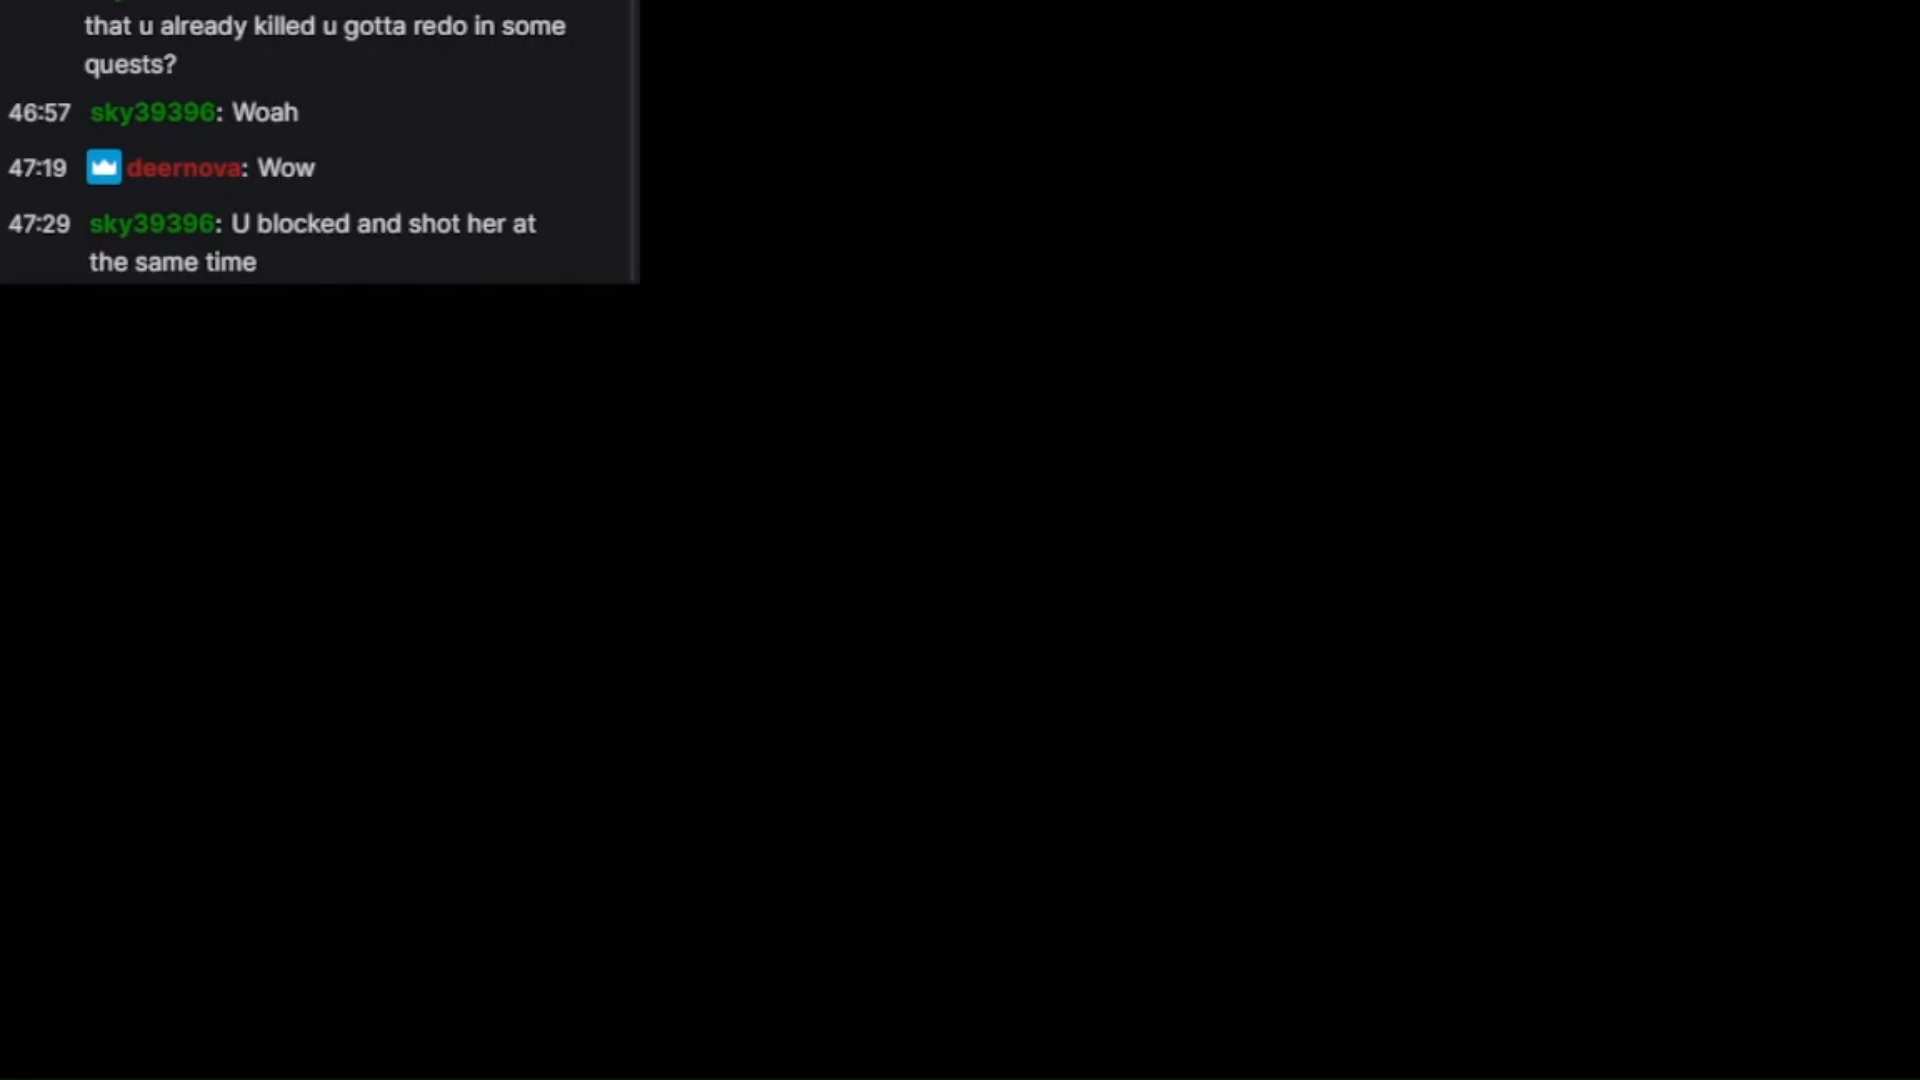 that u already killed u gotta redo in some
quests?
46:57 sky39396: Woah
47:19 deernova: Wow
47:29 sky39396: U blocked and shot her at
the same time